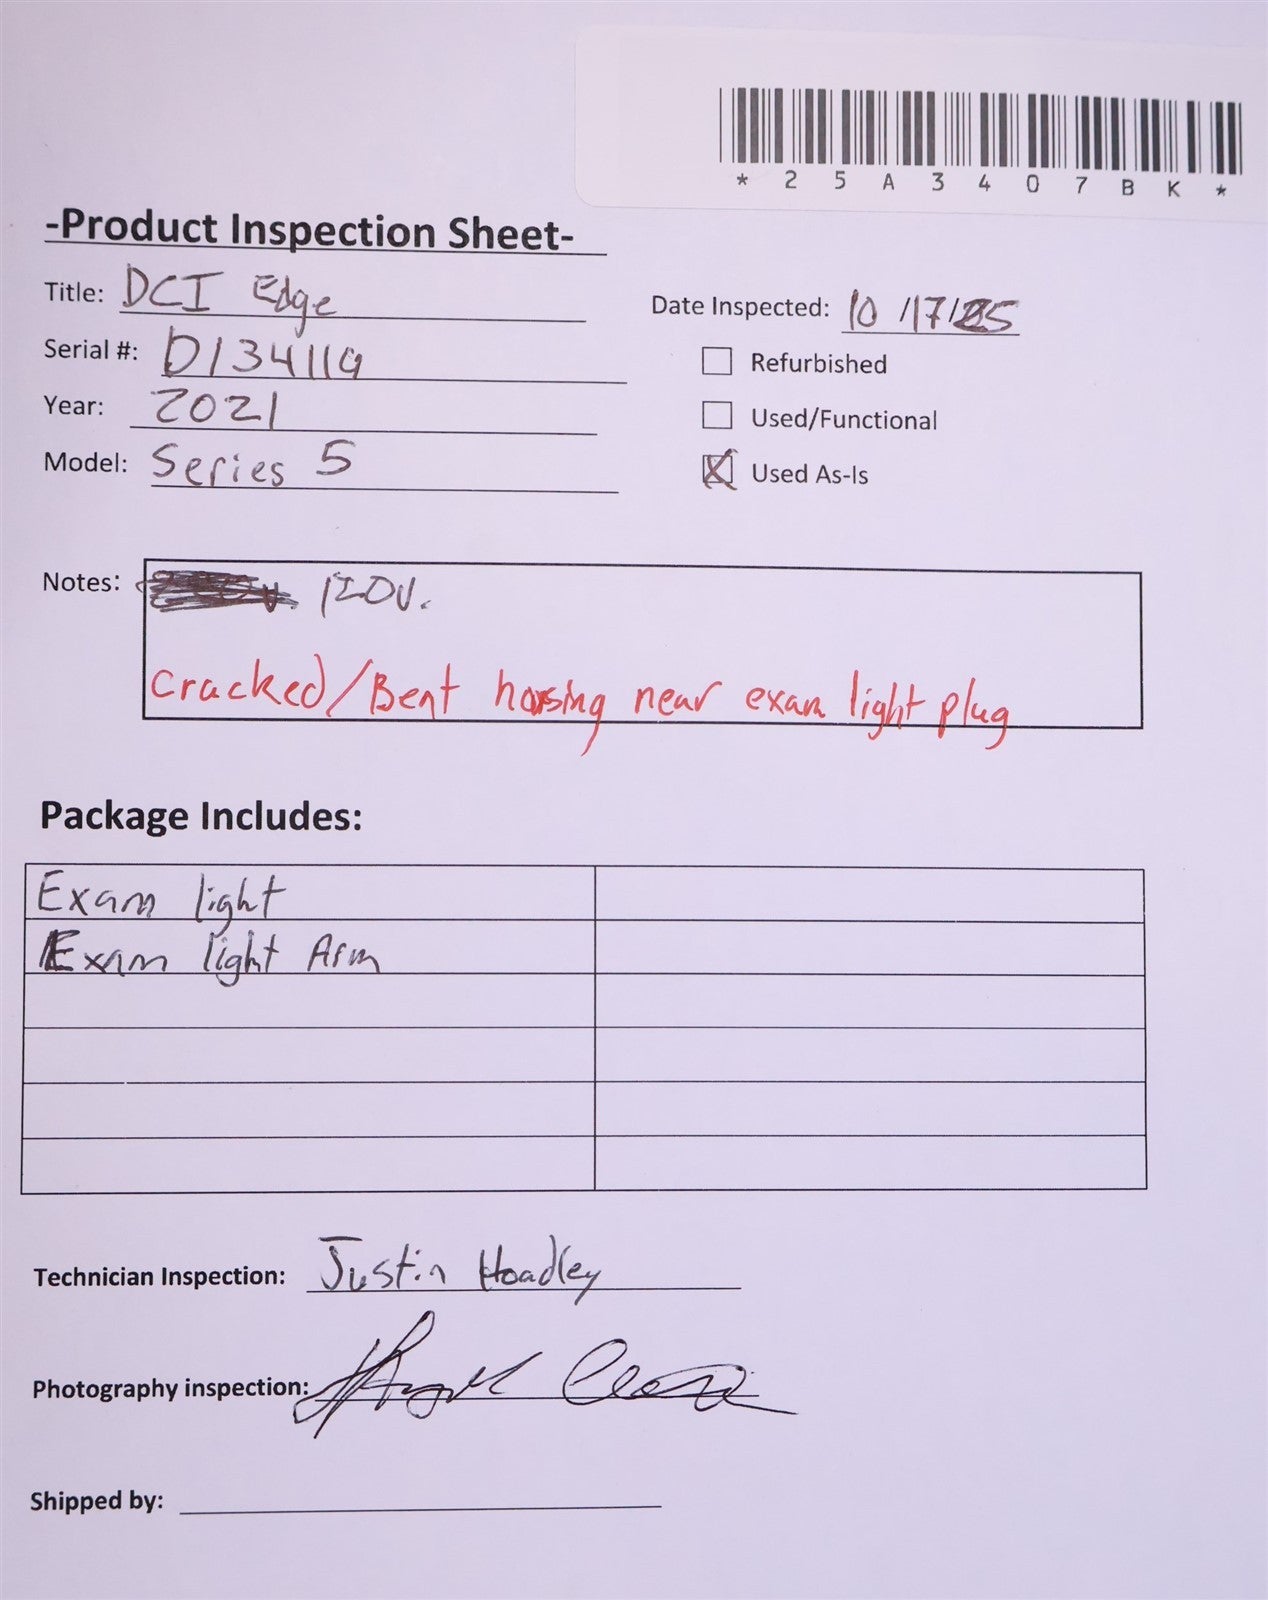 *25A3407BK*
-Product Inspection Sheet-
Title: DCI Edge
Date Inspected: 10/17/25
Serial #: D134119
Refurbished
Year: 2021
Used/Functional
Model: Series 5
Used As-Is
Notes: 120V.
Cracked/Bent housing near exam light plug
Package Includes:
Exam light
Exam light Arm
Technician Inspection: Justin Hoadley
Photography inspection:
Shipped by: